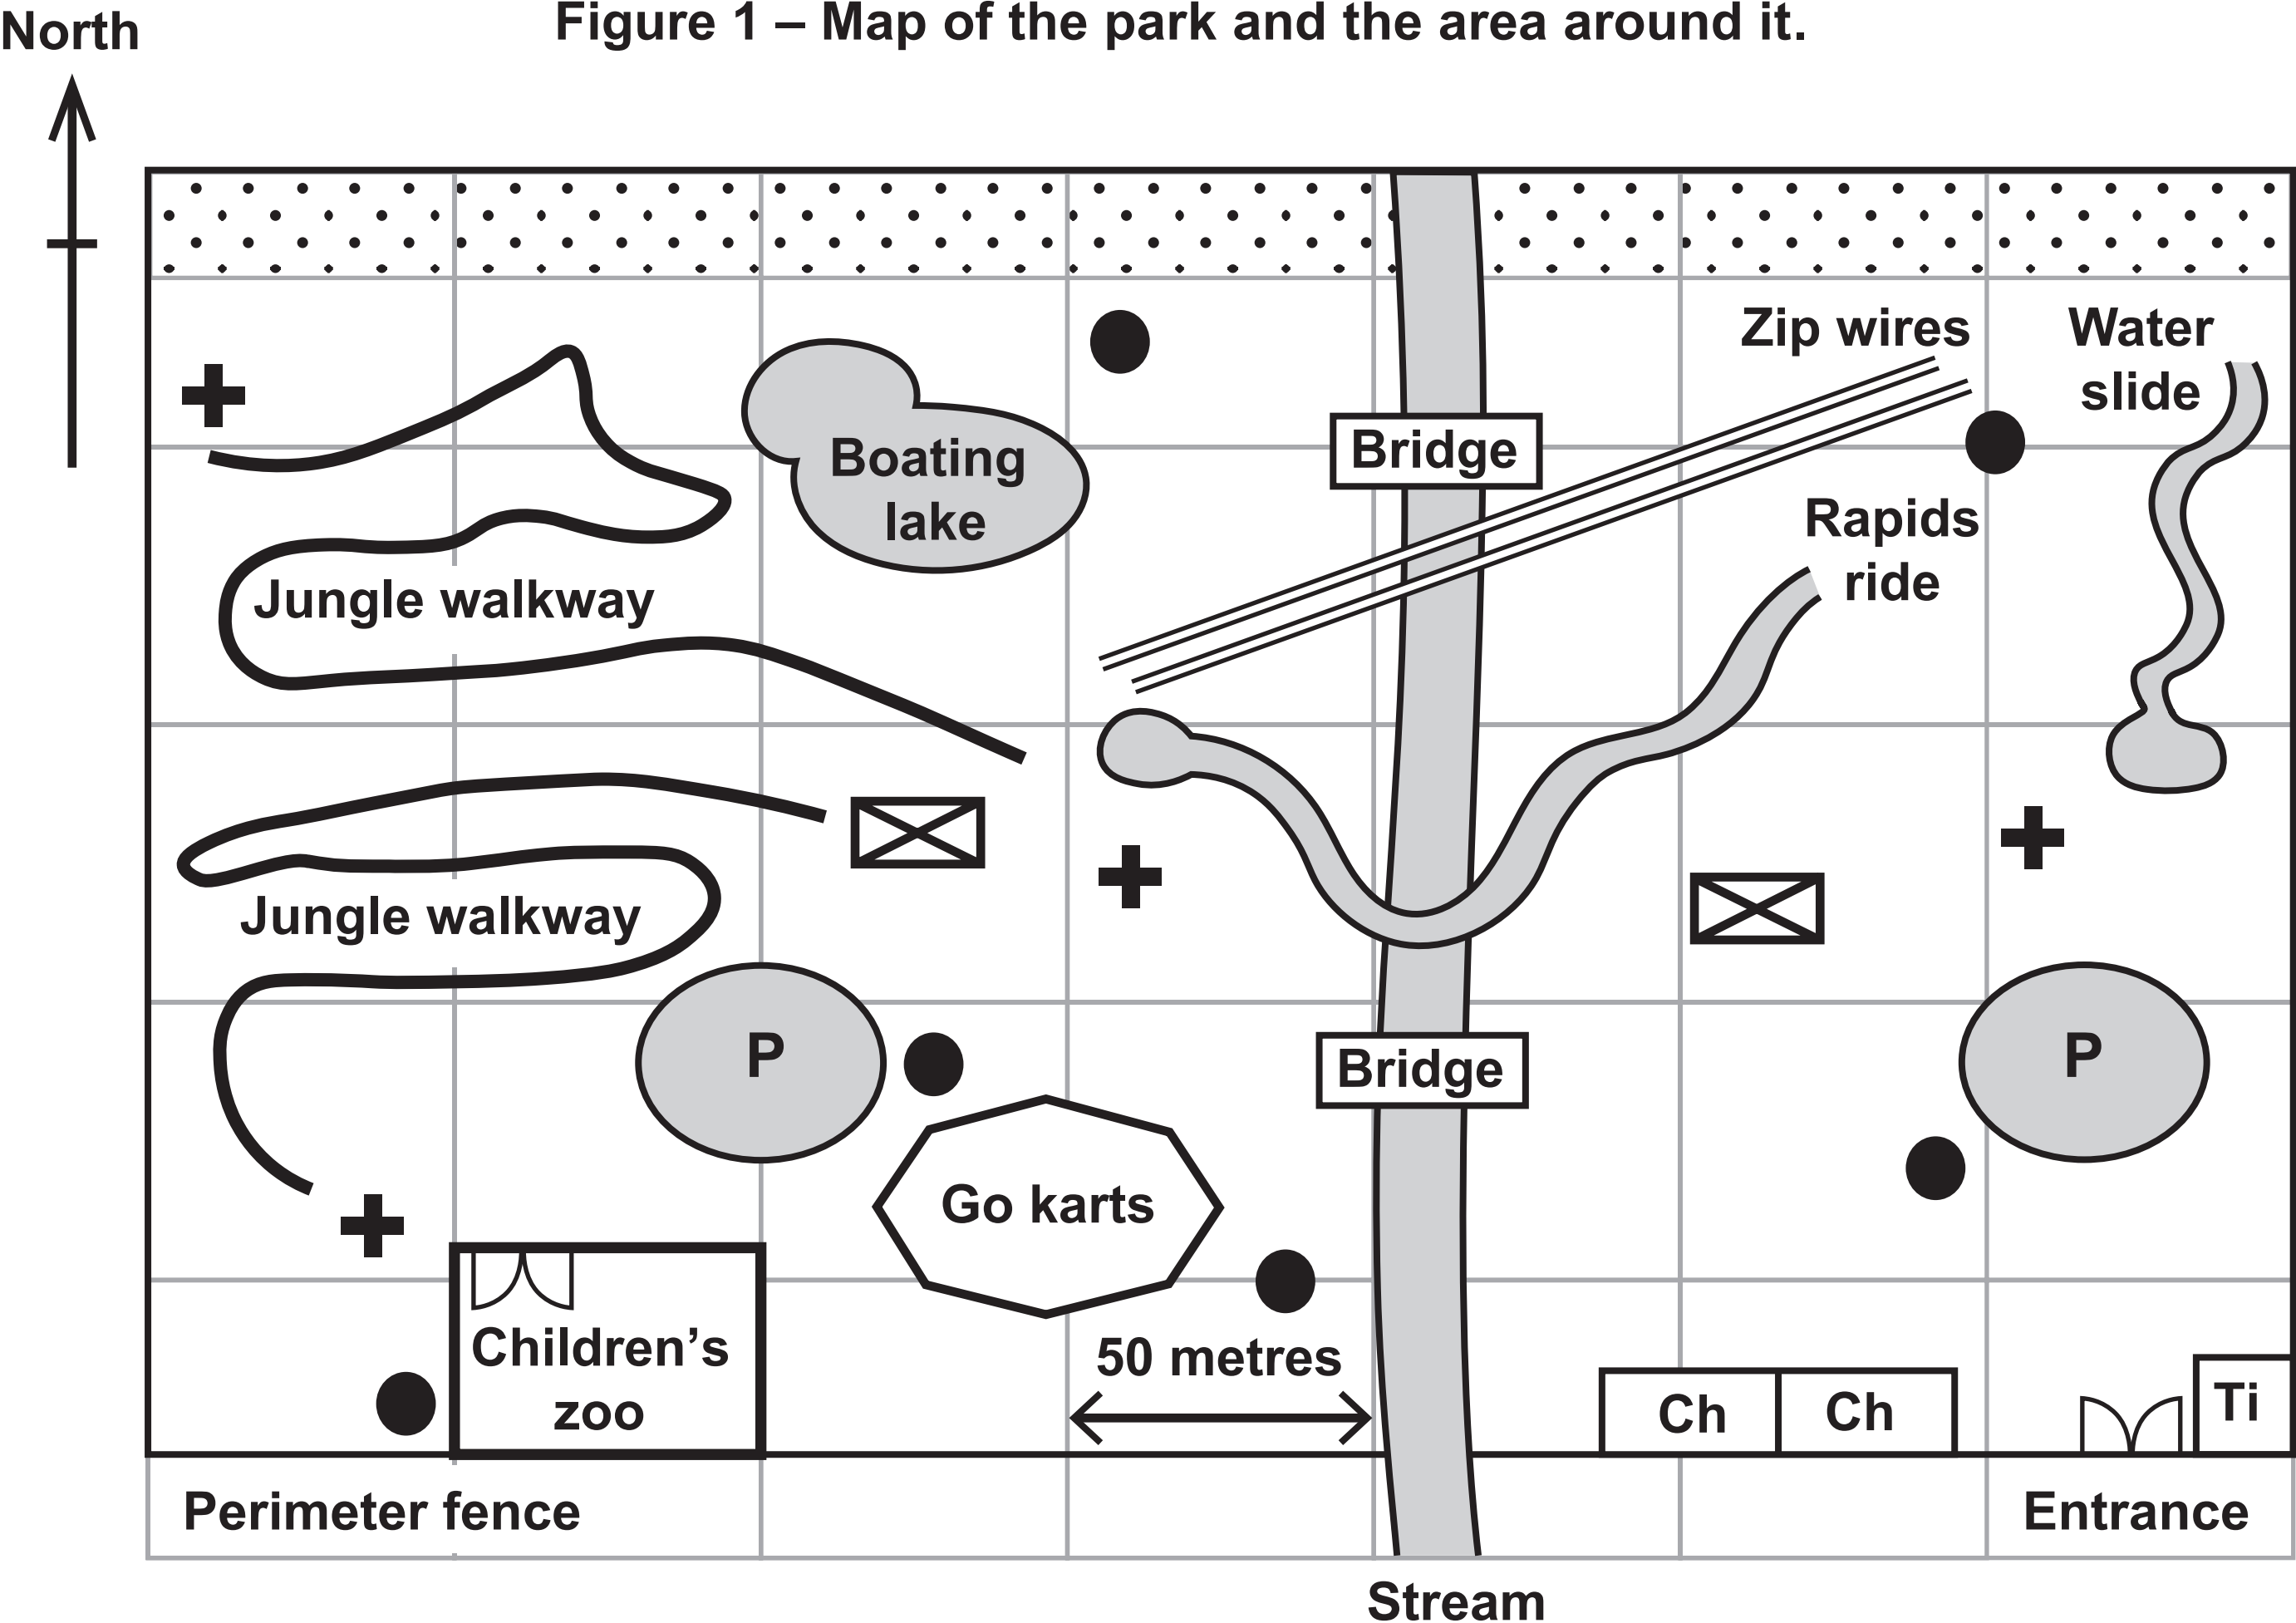 Figure 1 – Map of the park and the area around it.
North
Zip wires
Water
slide
Boating
lake
Bridge
Rapids
ride
Jungle walkway
Jungle walkway
P
Bridge
P
Go karts
Children’s
zoo
50 metres
Ch
Ch
Ti
Perimeter fence
Entrance
Stream